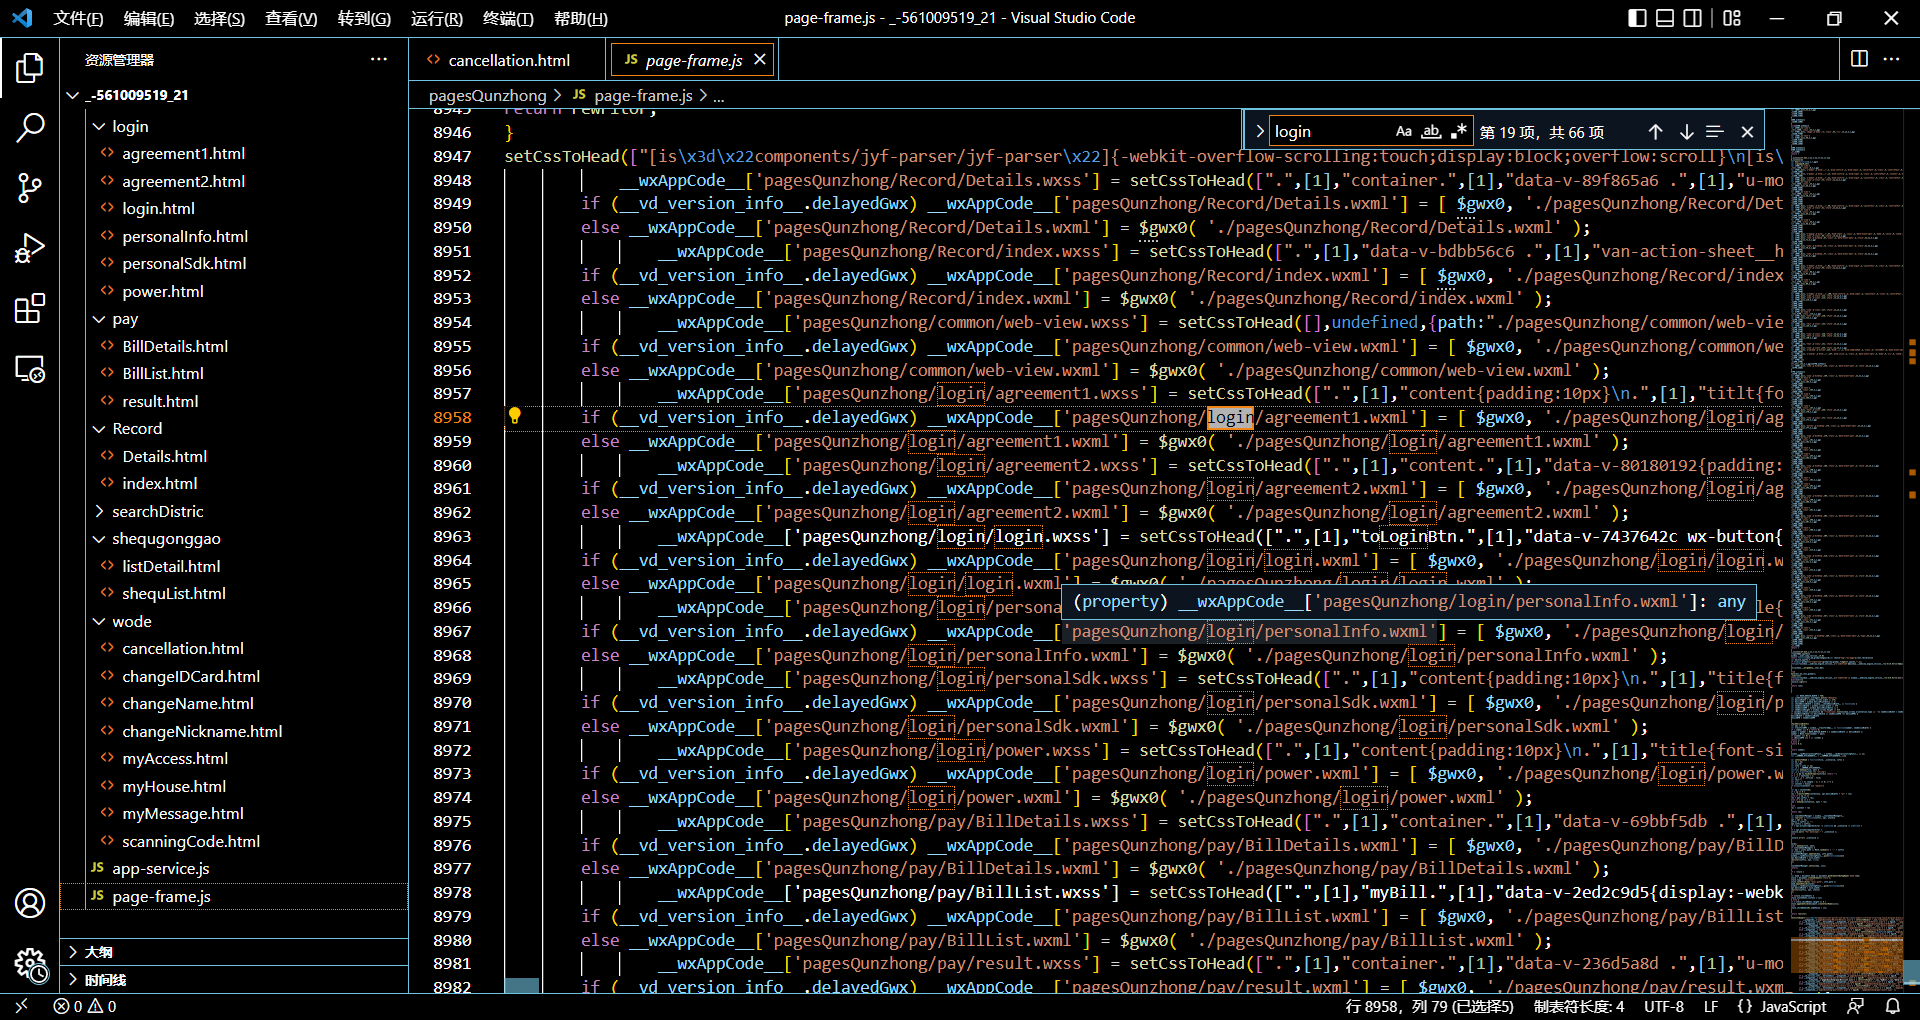 文件(F) 编辑(E) 选择(S) 查看(V) 转到(G) 运行(R) 终端(T) 帮助(H)
page-frame.js - _-561009519_21 - Visual Studio Code
资源管理器
_-561009519_21
login
agreement1.html
agreement2.html
login.html
personalInfo.html
personalSdk.html
power.html
pay
BillDetails.html
BillList.html
result.html
Record
Details.html
index.html
searchDistric
shequgonggao
listDetail.html
shequList.html
wode
cancellation.html
changeIDCard.html
changeName.html
changeNickname.html
myAccess.html
myHouse.html
myMessage.html
scanningCode.html
JS app-service.js
JS page-frame.js
大纲
时间线
cancellation.html
JS page-frame.js
pagesQunzhong > JS page-frame.js > ...
login Aa ab 第 19 项，共 66 项
8945 return rewritor;
8946 }
8947 setCssToHead(["[is\x3d\x22components/jyf-parser/jyf-parser\x22]{-webkit-overflow-scrolling:touch;display:block;overflow:scroll}\n[is\
8948 __wxAppCode__['pagesQunzhong/Record/Details.wxss'] = setCssToHead([".",[1],"container.",[1],"data-v-89f865a6 .",[1],"u-mo
8949 if (__vd_version_info__.delayedGwx) __wxAppCode__['pagesQunzhong/Record/Details.wxml'] = [ $gwx0, './pagesQunzhong/Record/Det
8950 else __wxAppCode__['pagesQunzhong/Record/Details.wxml'] = $gwx0( './pagesQunzhong/Record/Details.wxml' );
8951 __wxAppCode__['pagesQunzhong/Record/index.wxss'] = setCssToHead([".",[1],"data-v-bdbb56c6 .",[1],"van-action-sheet__h
8952 if (__vd_version_info__.delayedGwx) __wxAppCode__['pagesQunzhong/Record/index.wxml'] = [ $gwx0, './pagesQunzhong/Record/index
8953 else __wxAppCode__['pagesQunzhong/Record/index.wxml'] = $gwx0( './pagesQunzhong/Record/index.wxml' );
8954 __wxAppCode__['pagesQunzhong/common/web-view.wxss'] = setCssToHead([],undefined,{path:"./pagesQunzhong/common/web-vie
8955 if (__vd_version_info__.delayedGwx) __wxAppCode__['pagesQunzhong/common/web-view.wxml'] = [ $gwx0, './pagesQunzhong/common/we
8956 else __wxAppCode__['pagesQunzhong/common/web-view.wxml'] = $gwx0( './pagesQunzhong/common/web-view.wxml' );
8957 __wxAppCode__['pagesQunzhong/login/agreement1.wxss'] = setCssToHead([".",[1],"content{padding:10px}\n.",[1],"titlt{fo
8958 if (__vd_version_info__.delayedGwx) __wxAppCode__['pagesQunzhong/login/agreement1.wxml'] = [ $gwx0, './pagesQunzhong/login/ag
8959 else __wxAppCode__['pagesQunzhong/login/agreement1.wxml'] = $gwx0( './pagesQunzhong/login/agreement1.wxml' );
8960 __wxAppCode__['pagesQunzhong/login/agreement2.wxss'] = setCssToHead([".",[1],"content.",[1],"data-v-80180192{padding:
8961 if (__vd_version_info__.delayedGwx) __wxAppCode__['pagesQunzhong/login/agreement2.wxml'] = [ $gwx0, './pagesQunzhong/login/ag
8962 else __wxAppCode__['pagesQunzhong/login/agreement2.wxml'] = $gwx0( './pagesQunzhong/login/agreement2.wxml' );
8963 __wxAppCode__['pagesQunzhong/login/login.wxss'] = setCssToHead([".",[1],"toLoginBtn.",[1],"data-v-7437642c wx-button{
8964 if (__vd_version_info__.delayedGwx) __wxAppCode__['pagesQunzhong/login/login.wxml'] = [ $gwx0, './pagesQunzhong/login/login.w
8965 else __wxAppCode__['pagesQunzhong/login/login.wxml'] = $gwx0( './pagesQunzhong/login/login.wxml' );
(property) __wxAppCode__['pagesQunzhong/login/personalInfo.wxml']: any
8966 __wxAppCode__['pagesQunzhong/login/persona
8967 if (__vd_version_info__.delayedGwx) __wxAppCode__['pagesQunzhong/login/personalInfo.wxml'] = [ $gwx0, './pagesQunzhong/login/
8968 else __wxAppCode__['pagesQunzhong/login/personalInfo.wxml'] = $gwx0( './pagesQunzhong/login/personalInfo.wxml' );
8969 __wxAppCode__['pagesQunzhong/login/personalSdk.wxss'] = setCssToHead([".",[1],"content{padding:10px}\n.",[1],"title{f
8970 if (__vd_version_info__.delayedGwx) __wxAppCode__['pagesQunzhong/login/personalSdk.wxml'] = [ $gwx0, './pagesQunzhong/login/p
8971 else __wxAppCode__['pagesQunzhong/login/personalSdk.wxml'] = $gwx0( './pagesQunzhong/login/personalSdk.wxml' );
8972 __wxAppCode__['pagesQunzhong/login/power.wxss'] = setCssToHead([".",[1],"content{padding:10px}\n.",[1],"title{font-si
8973 if (__vd_version_info__.delayedGwx) __wxAppCode__['pagesQunzhong/login/power.wxml'] = [ $gwx0, './pagesQunzhong/login/power.w
8974 else __wxAppCode__['pagesQunzhong/login/power.wxml'] = $gwx0( './pagesQunzhong/login/power.wxml' );
8975 __wxAppCode__['pagesQunzhong/pay/BillDetails.wxss'] = setCssToHead([".",[1],"container.",[1],"data-v-69bbf5db .",[1],
8976 if (__vd_version_info__.delayedGwx) __wxAppCode__['pagesQunzhong/pay/BillDetails.wxml'] = [ $gwx0, './pagesQunzhong/pay/BillD
8977 else __wxAppCode__['pagesQunzhong/pay/BillDetails.wxml'] = $gwx0( './pagesQunzhong/pay/BillDetails.wxml' );
8978 __wxAppCode__['pagesQunzhong/pay/BillList.wxss'] = setCssToHead([".",[1],"myBill.",[1],"data-v-2ed2c9d5{display:-webk
8979 if (__vd_version_info__.delayedGwx) __wxAppCode__['pagesQunzhong/pay/BillList.wxml'] = [ $gwx0, './pagesQunzhong/pay/BillList
8980 else __wxAppCode__['pagesQunzhong/pay/BillList.wxml'] = $gwx0( './pagesQunzhong/pay/BillList.wxml' );
8981 __wxAppCode__['pagesQunzhong/pay/result.wxss'] = setCssToHead([".",[1],"container.",[1],"data-v-236d5a8d .",[1],"u-mo
8982 if (__vd_version_info__.delayedGwx) __wxAppCode__['pagesQunzhong/pay/result.wxml'] = [ $gwx0, './pagesQunzhong/pay/res
0 0 行 8958，列 79 (已选择5) 制表符长度: 4 UTF-8 LF {} JavaScript